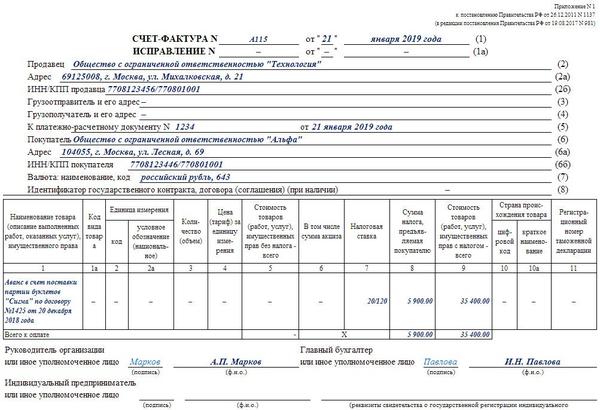 Приложение N 1
к постановлению Правительства РФ от 26.12.2011 N 1137
(в редакции постановления Правительства РФ от 19.08.2017 N 981)
СЧЕТ-ФАКТУРА N А115 от "21" января 2019 года (1)
ИСПРАВЛЕНИЕ N – от "–" – (1а)
Продавец Общество с ограниченной ответственностью "Технология" (2)
Адрес 69125008, г. Москва, ул. Михалковская, д. 21 (2а)
ИНН/КПП продавца 7708123456/770801001 (2б)
Грузоотправитель и его адрес – (3)
Грузополучатель и его адрес – (4)
К платежно-расчетному документу N 1234 от 21 января 2019 года (5)
Покупатель Общество с ограниченной ответственностью "Альфа" (6)
Адрес 104055, г. Москва, ул. Лесная, д. 69 (6а)
ИНН/КПП покупателя 7708123446/770801001 (6б)
Валюта: наименование, код российский рубль, 643 (7)
Идентификатор государственного контракта, договора (соглашения) (при наличии) – (8)
Наименование товара (описание выполненных работ, оказанных услуг), имущественного права
Код вида товара
Единица измерения
код
условное обозначение (национальное)
Количество (объем)
Цена (тариф) за единицу измерения
Стоимость товаров (работ, услуг), имущественных прав без налога - всего
В том числе сумма акциза
Налоговая ставка
Сумма налога, предъявляемая покупателю
Стоимость товаров (работ, услуг), имущественных прав с налогом - всего
Страна происхождения товара
цифровой код
краткое наименование
Регистрационный номер таможенной декларации
1 1а 2 2а 3 4 5 6 7 8 9 10 10а 11
Аванс в счет поставки
партии буклетов
"Сигма" по договору
№1425 от 20 декабря
2018 года
– – – – – – – 20/120 5 900.00 35 400.00 – – –
Всего к оплате - Х 5 900.00 35 400.00
Руководитель организации
или иное уполномоченное лицо Марков А.П. Марков
(подпись) (ф.и.о.)
Главный бухгалтер
или иное уполномоченное лицо Павлова И.Н. Павлова
(подпись) (ф.и.о.)
Индивидуальный предприниматель
или иное уполномоченное лицо – –
(подпись) (ф.и.о.) (реквизиты свидетельства о государственной регистрации индивидуального